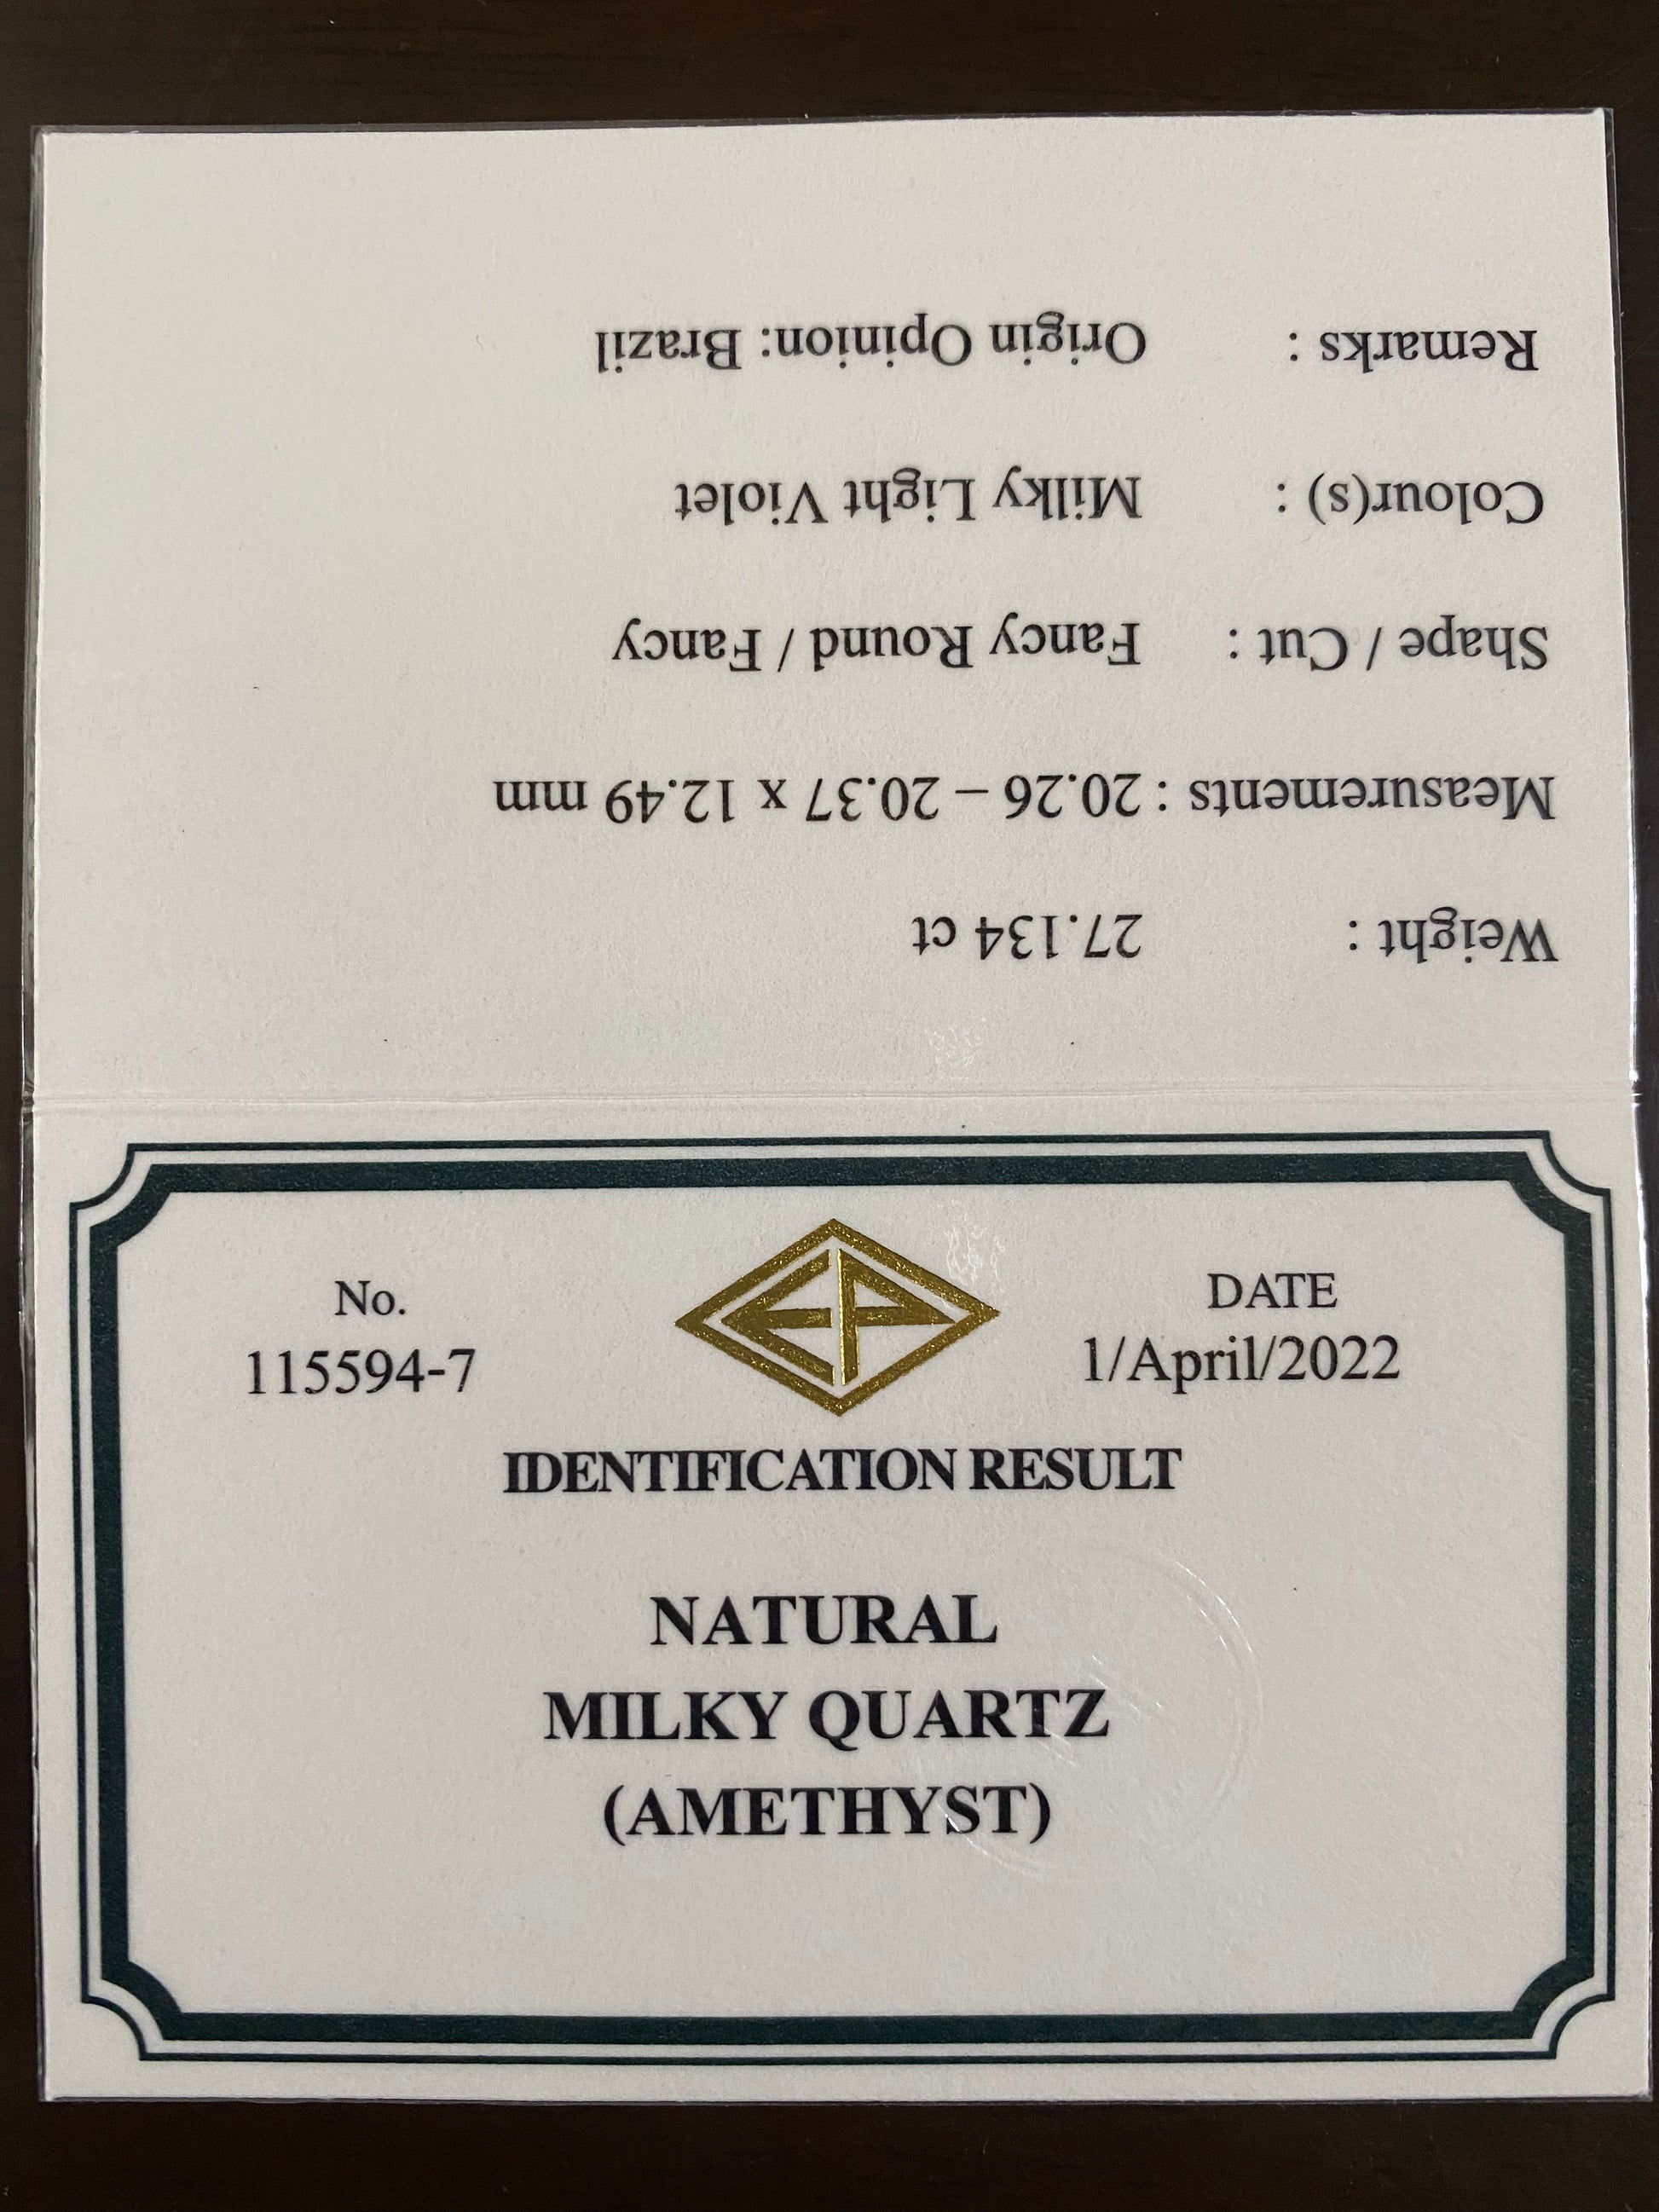 Weight : 27.134 ct
Measurements : 20.26 – 20.37 x 12.49 mm
Shape / Cut : Fancy Round / Fancy
Colour(s) : Milky Light Violet
Remarks : Origin Opinion: Brazil
No.
115594-7
EP
DATE
1/April/2022
IDENTIFICATION RESULT
NATURAL
MILKY QUARTZ
(AMETHYST)